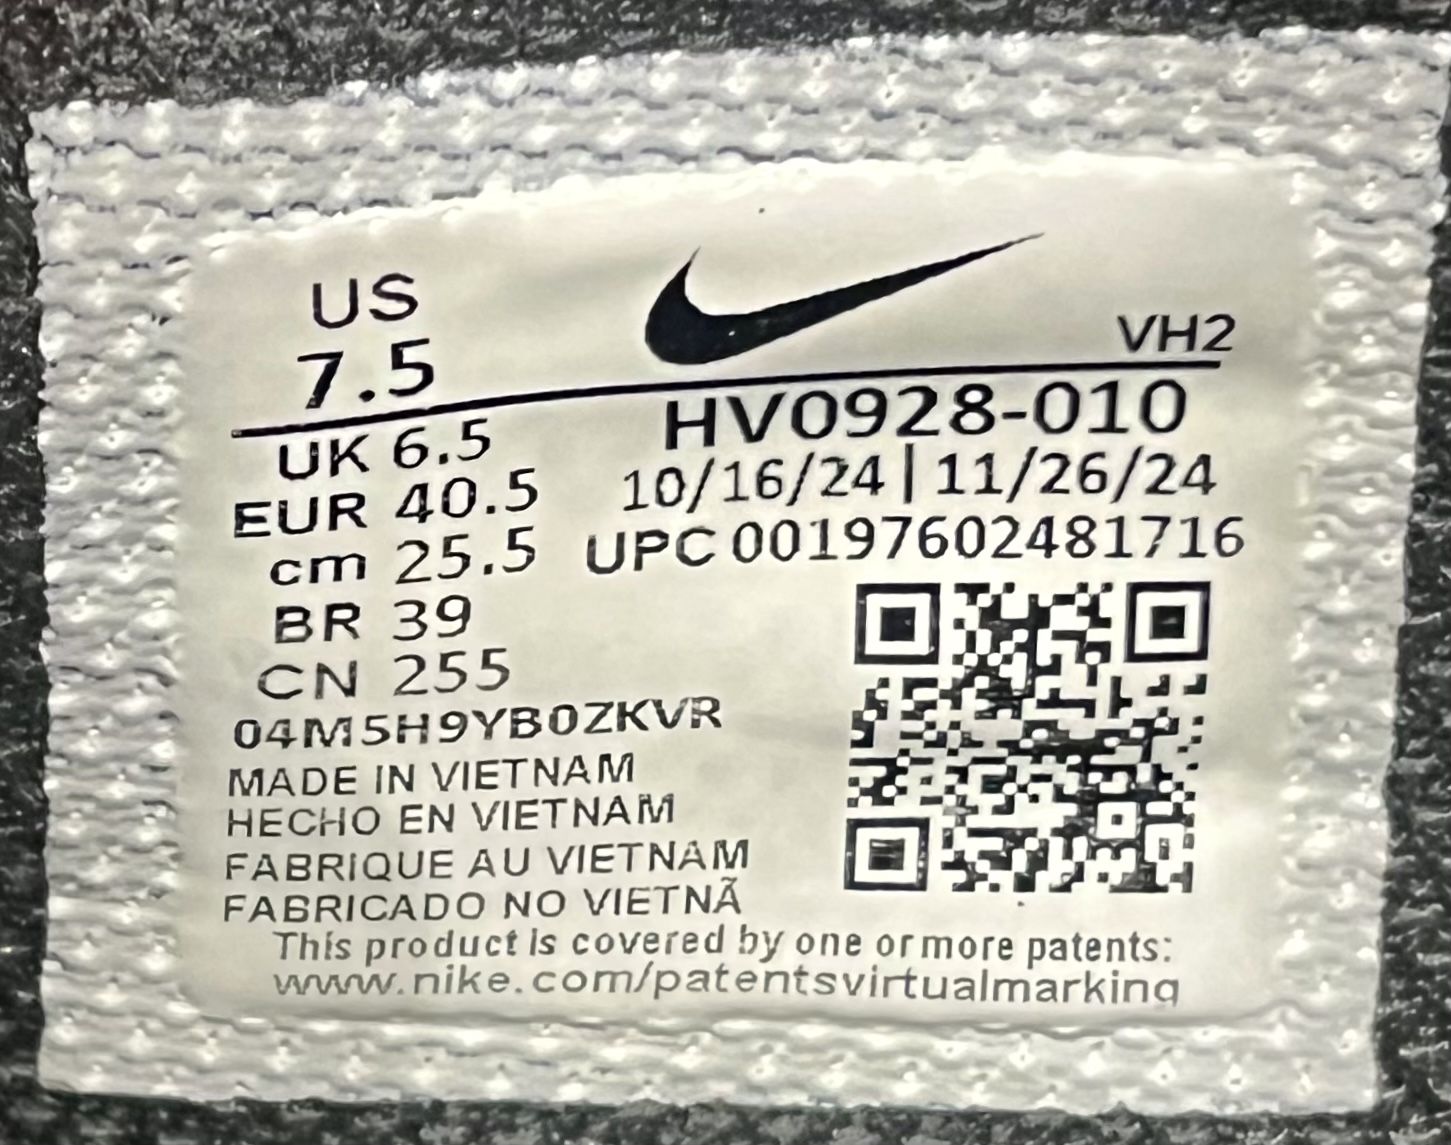 US
7.5
VH2
UK 6.5
EUR 40.5
cm 25.5
BR 39
CN 255
HV0928-010
10/16/24 | 11/26/24
UPC 00197602481716
04M5H9YB0ZKVR
MADE IN VIETNAM
HECHO EN VIETNAM
FABRIQUE AU VIETNAM
FABRICADO NO VIETNÃ
This product is covered by one or more patents:
www.nike.com/patentsvirtualmarking